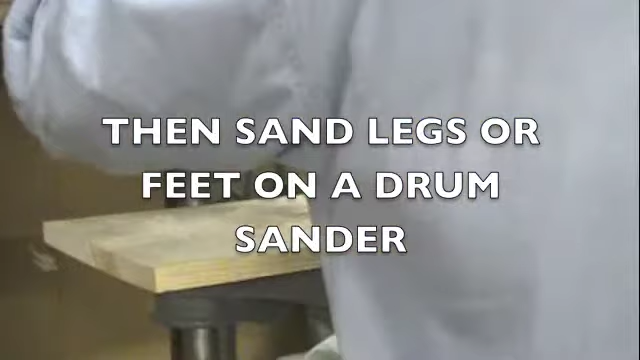 THEN SAND LEGS OR
FEET ON A DRUM
SANDER